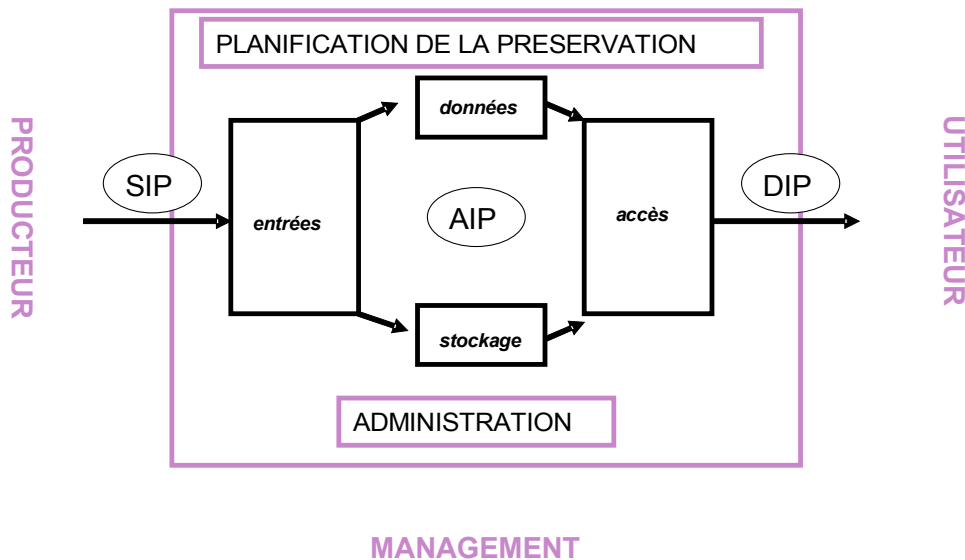 PLANIFICATION DE LA PRESERVATION
données
PRODUCTEUR
UTILISATEUR
SIP
DIP
entrées
AIP
accès
stockage
ADMINISTRATION
MANAGEMENT